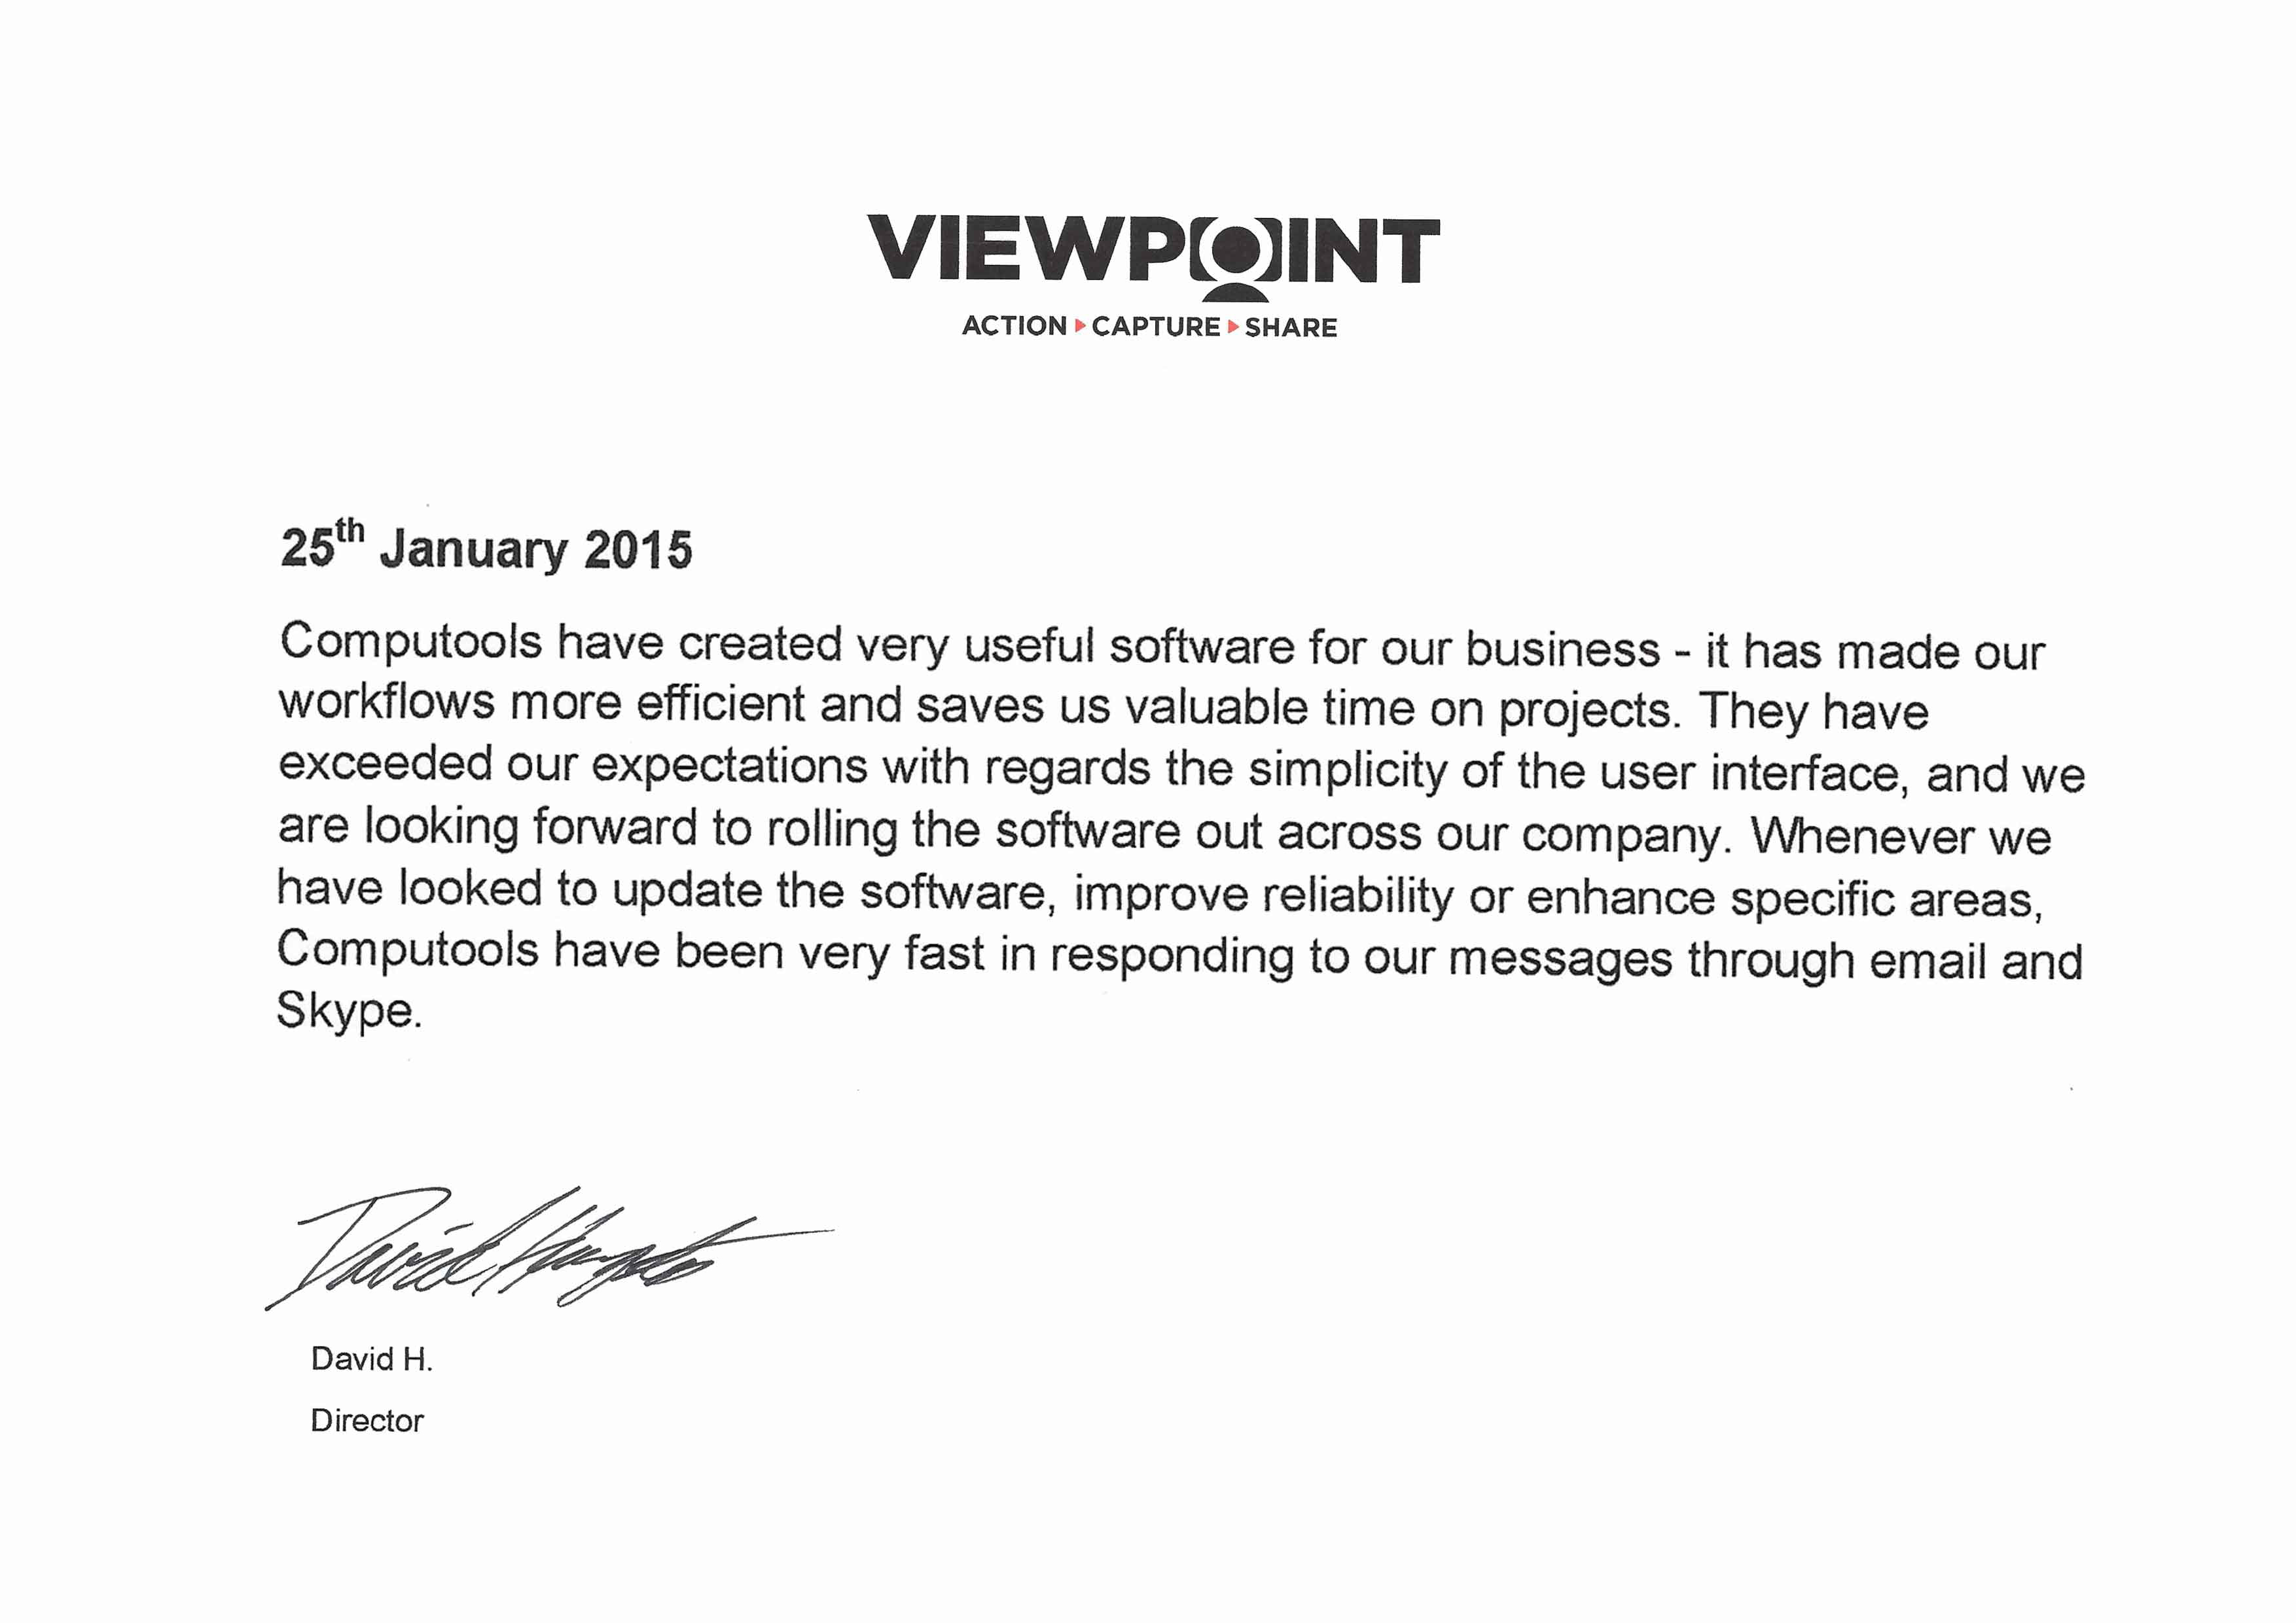 VIEWPOINT
ACTION CAPTURE SHARE
25th January 2015
Computools have created very useful software for our business - it has made our
workflows more efficient and saves us valuable time on projects. They have
exceeded our expectations with regards the simplicity of the user interface, and we
are looking forward to rolling the software out across our company. Whenever we
have looked to update the software, improve reliability or enhance specific areas,
Computools have been very fast in responding to our messages through email and
Skype.
David
David H.
Director